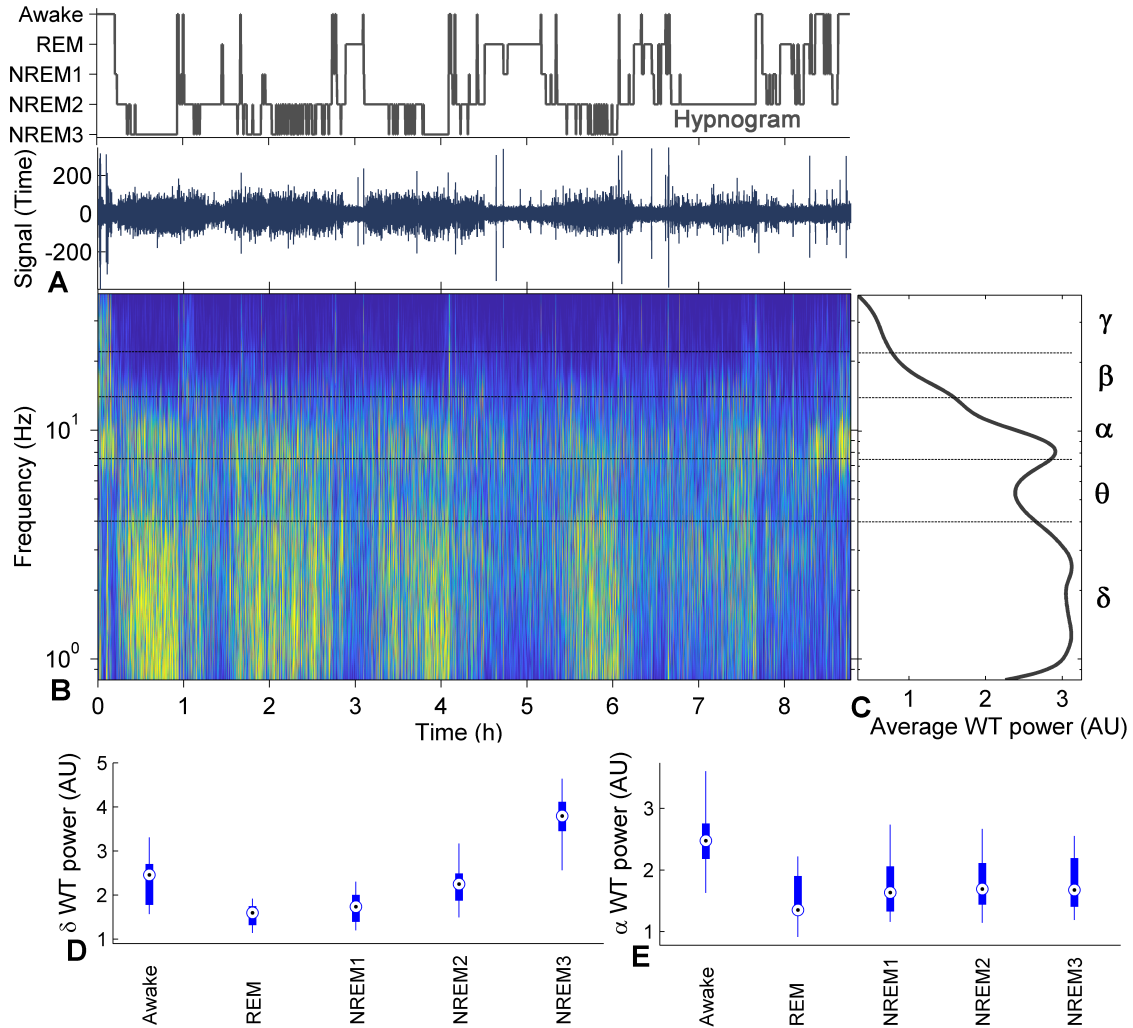 Awake
REM
NREM1
NREM2
NREM3
Hypnogram
Signal (Time)
200
0
-200
A
Frequency (Hz)
10¹
10⁰
B
0 1 2 3 4 5 6 7 8
Time (h)
γ
β
α
θ
δ
C
1 2 3
Average WT power (AU)
δ WT power (AU)
5
4
3
2
1
D
Awake
REM
NREM1
NREM2
NREM3
α WT power (AU)
3
2
1
E
Awake
REM
NREM1
NREM2
NREM3